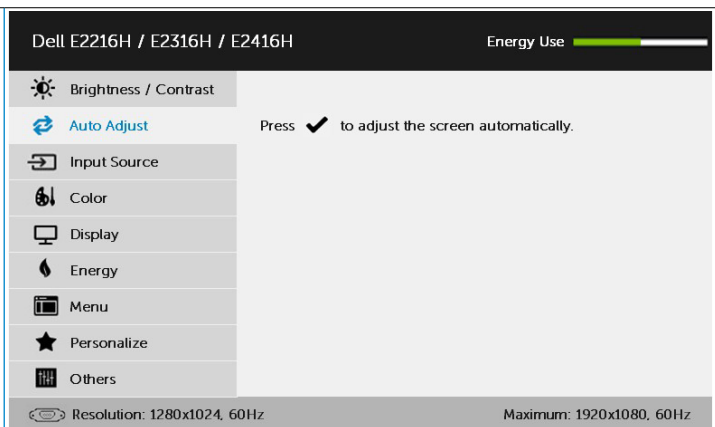 Dell E2216H / E2316H / E2416H
Energy Use
Brightness / Contrast
Auto Adjust
Press ✔ to adjust the screen automatically.
Input Source
Color
Display
Energy
Menu
Personalize
Others
Resolution: 1280x1024, 60Hz
Maximum: 1920x1080, 60Hz